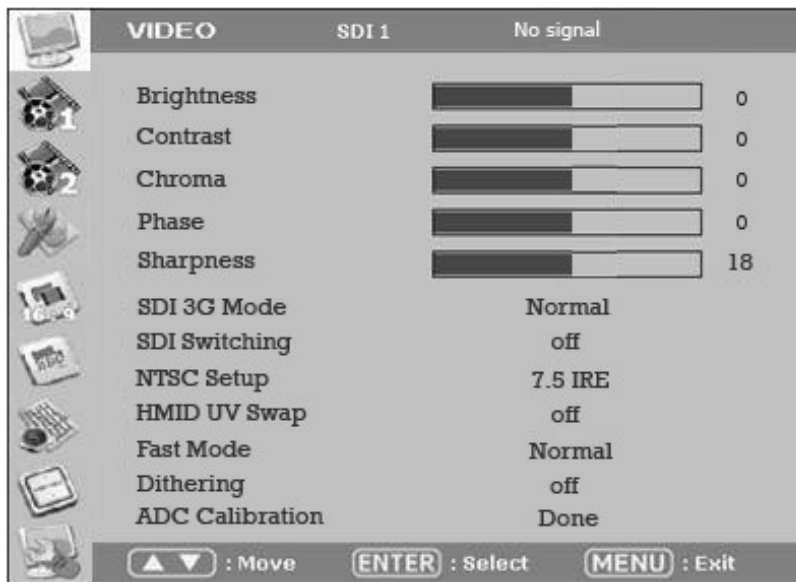 VIDEO SDI 1 No signal
Brightness 0
Contrast 0
Chroma 0
Phase 0
Sharpness 18
SDI 3G Mode Normal
SDI Switching off
NTSC Setup 7.5 IRE
HMID UV Swap off
Fast Mode Normal
Dithering off
ADC Calibration Done
▲ ▼ : Move ENTER : Select MENU : Exit
1
2